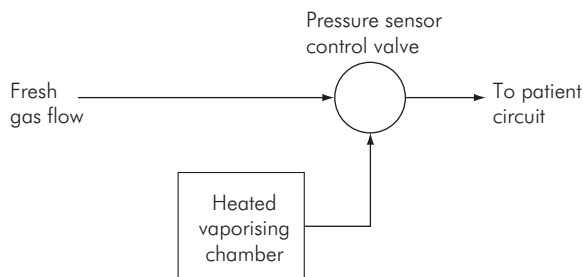 Pressure sensor
control valve
Fresh
gas flow
To patient
circuit
Heated
vaporising
chamber